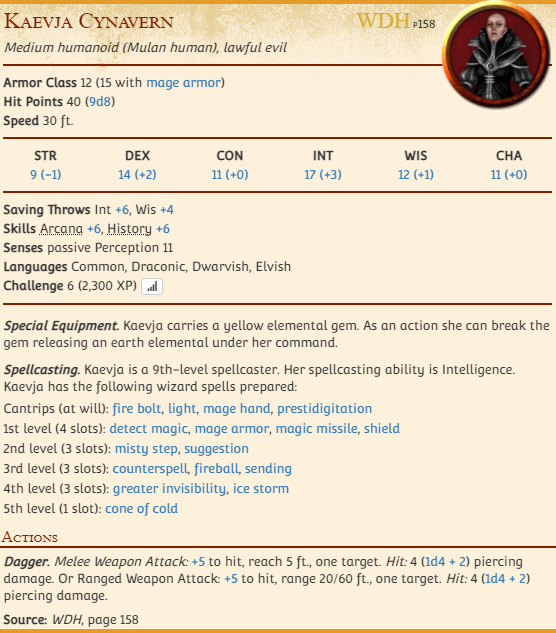 Kaevja Cynavern WDH P158
Medium humanoid (Mulan human), lawful evil
Armor Class 12 (15 with mage armor)
Hit Points 40 (9d8)
Speed 30 ft.
STR DEX CON INT WIS CHA
9 (−1) 14 (+2) 11 (+0) 17 (+3) 12 (+1) 11 (+0)
Saving Throws Int +6, Wis +4
Skills Arcana +6, History +6
Senses passive Perception 11
Languages Common, Draconic, Dwarvish, Elvish
Challenge 6 (2,300 XP)
Special Equipment. Kaevja carries a yellow elemental gem. As an action she can break the
gem releasing an earth elemental under her command.
Spellcasting. Kaevja is a 9th-level spellcaster. Her spellcasting ability is Intelligence.
Kaevja has the following wizard spells prepared:
Cantrips (at will): fire bolt, light, mage hand, prestidigitation
1st level (4 slots): detect magic, mage armor, magic missile, shield
2nd level (3 slots): misty step, suggestion
3rd level (3 slots): counterspell, fireball, sending
4th level (3 slots): greater invisibility, ice storm
5th level (1 slot): cone of cold
Actions
Dagger. Melee Weapon Attack: +5 to hit, reach 5 ft., one target. Hit: 4 (1d4 + 2) piercing
damage. Or Ranged Weapon Attack: +5 to hit, range 20/60 ft., one target. Hit: 4 (1d4 + 2)
piercing damage.
Source: WDH, page 158